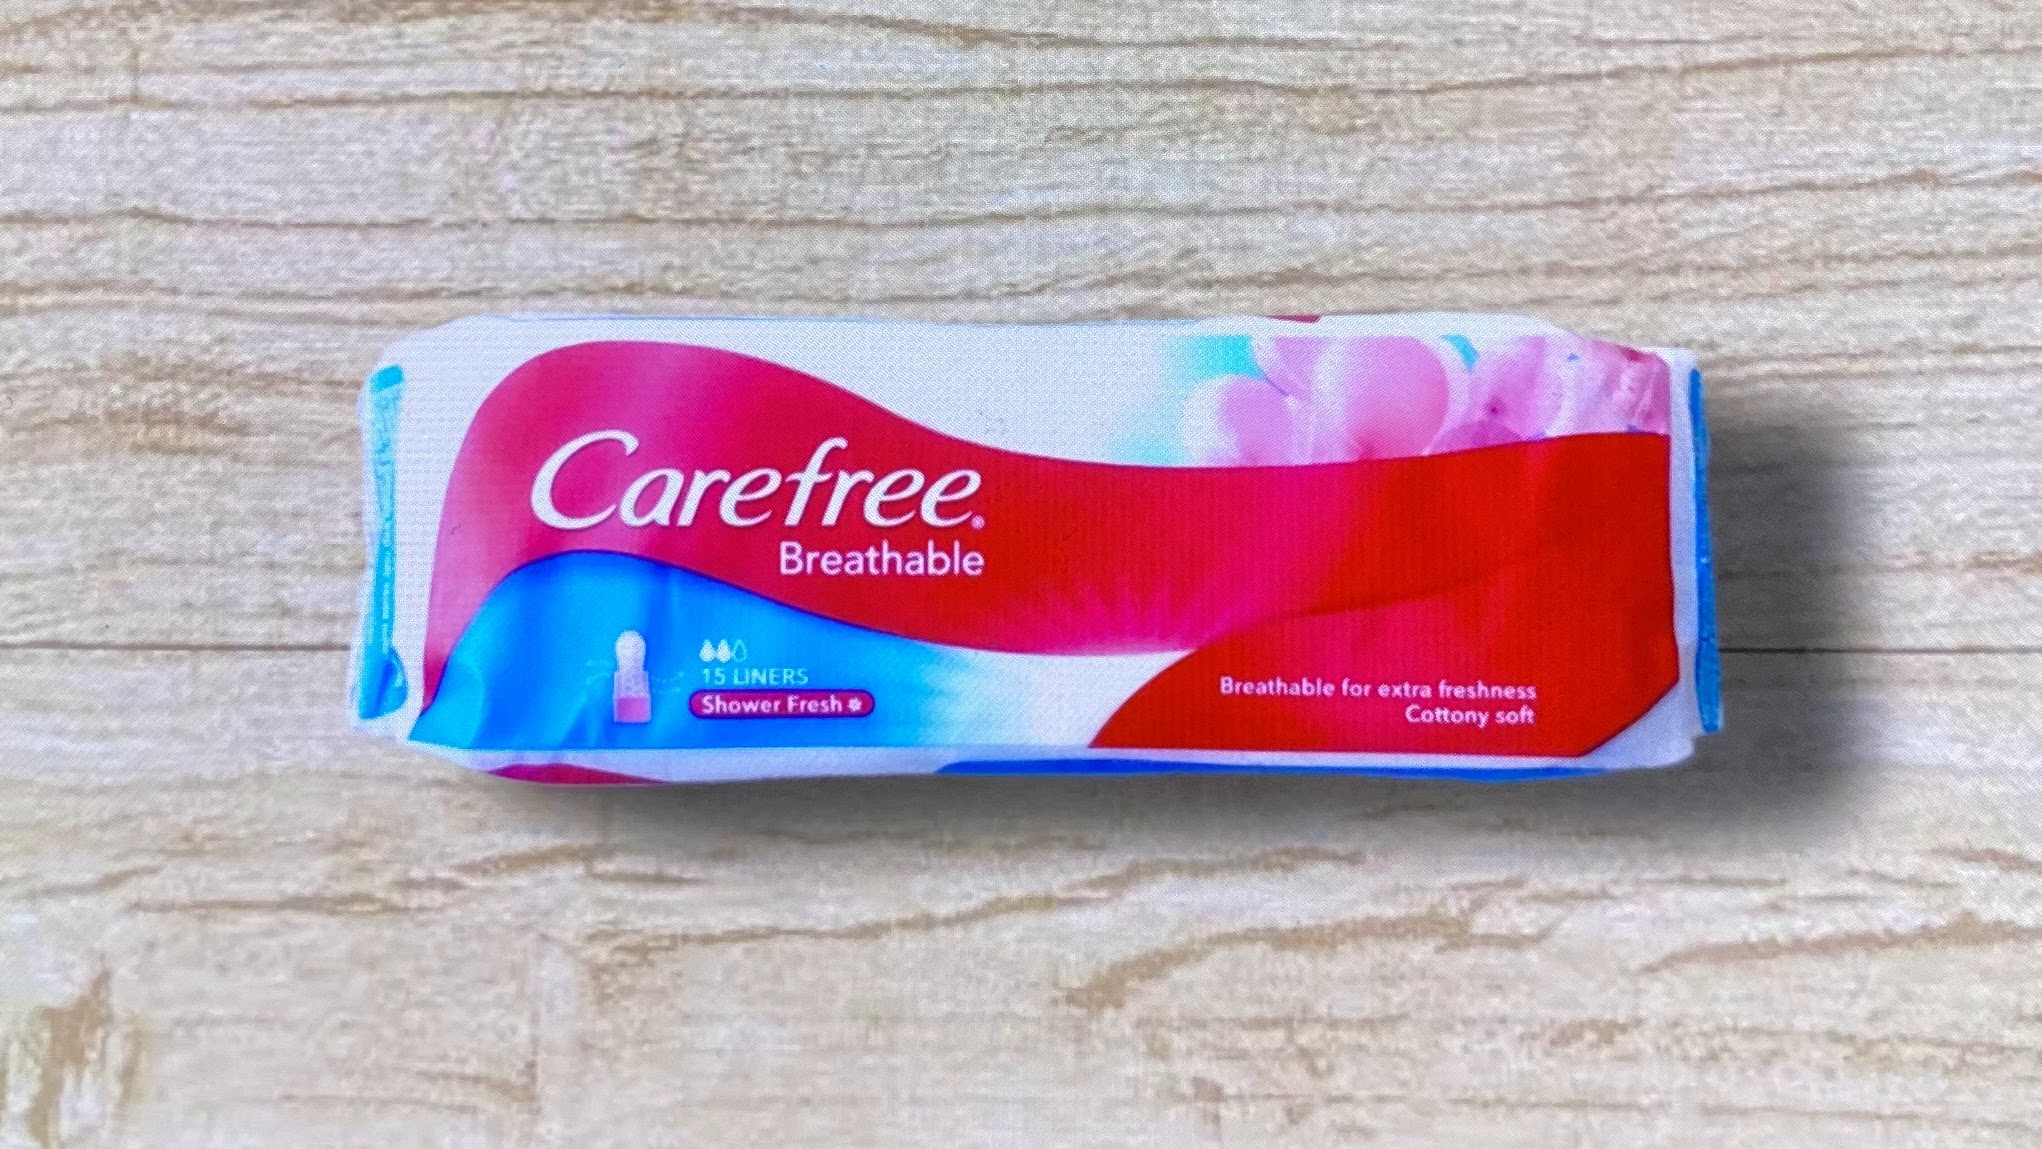 Carefree®
Breathable
15 LINERS
Shower Fresh
Breathable for extra freshness
Cottony soft